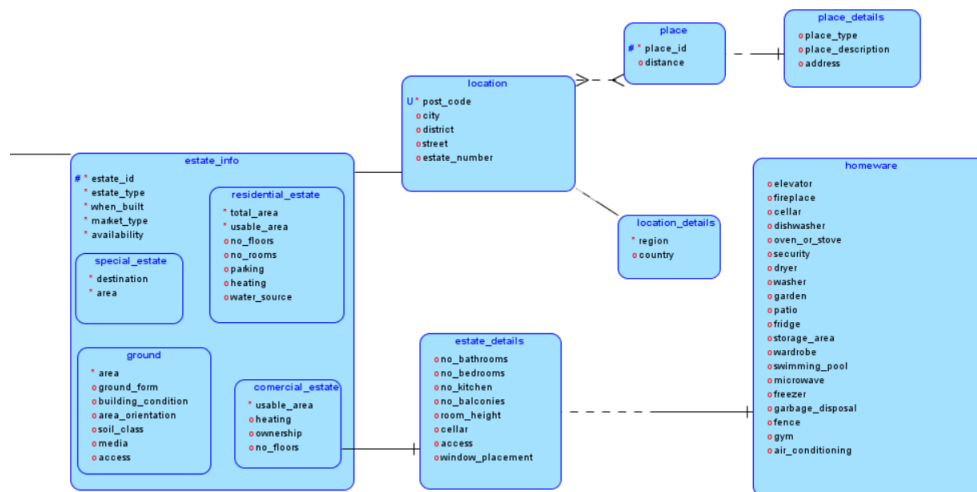 place_details
o place_type
o place_description
o address
place
# * place_id
o distance
location
U * post_code
o city
o district
o street
o estate_number
estate_info
# * estate_id
* estate_type
* when_built
* market_type
* availability
residential_estate
* total_area
* usable_area
o no_floors
o no_rooms
o parking
o heating
o water_source
special_estate
* destination
* area
ground
* area
o ground_form
o building_condition
o area_orientation
o soil_class
o media
o access
comercial_estate
* usable_area
o heating
o ownership
o no_floors
location_details
* region
o country
estate_details
o no_bathrooms
o no_bedrooms
o no_kitchen
o no_balconies
o room_height
o cellar
o access
o window_placement
homeware
o elevator
o fireplace
o cellar
o dishwasher
o oven_or_stove
o security
o dryer
o washer
o garden
o patio
o fridge
o storage_area
o wardrobe
o swimming_pool
o microwave
o freezer
o garbage_disposal
o fence
o gym
o air_conditioning